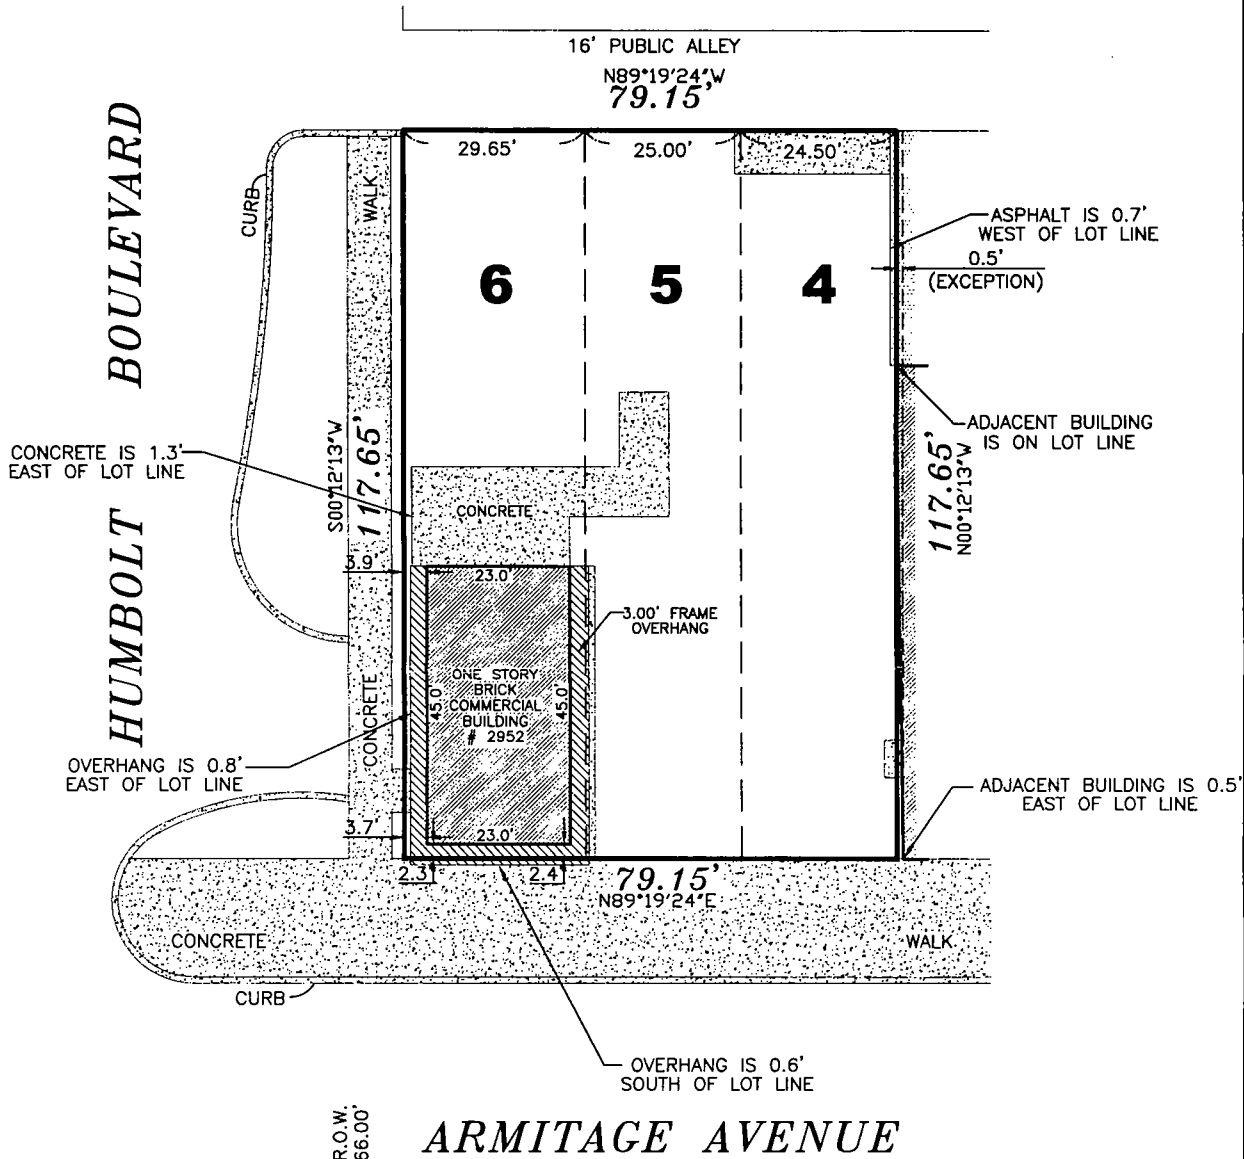 16' PUBLIC ALLEY
N89°19'24"W
79.15'
29.65'
25.00'
24.50'
HUMBOLT BOULEVARD
CURB
WALK
6
5
4
ASPHALT IS 0.7'
WEST OF LOT LINE
0.5'
(EXCEPTION)
ADJACENT BUILDING
IS ON LOT LINE
CONCRETE IS 1.3'
EAST OF LOT LINE
S00°12'13"W
117.65'
117.65'
N00°12'13"W
CONCRETE
3.9'
23.0'
3.00' FRAME
OVERHANG
ONE STORY
BRICK
COMMERCIAL
BUILDING
# 2952
45.0'
45.0'
CONCRETE
OVERHANG IS 0.8'
EAST OF LOT LINE
ADJACENT BUILDING IS 0.5'
EAST OF LOT LINE
3.7'
23.0'
2.3'
2.4'
79.15'
N89°19'24"E
CONCRETE
WALK
CURB
OVERHANG IS 0.6'
SOUTH OF LOT LINE
R.O.W.
66.00'
ARMITAGE AVENUE